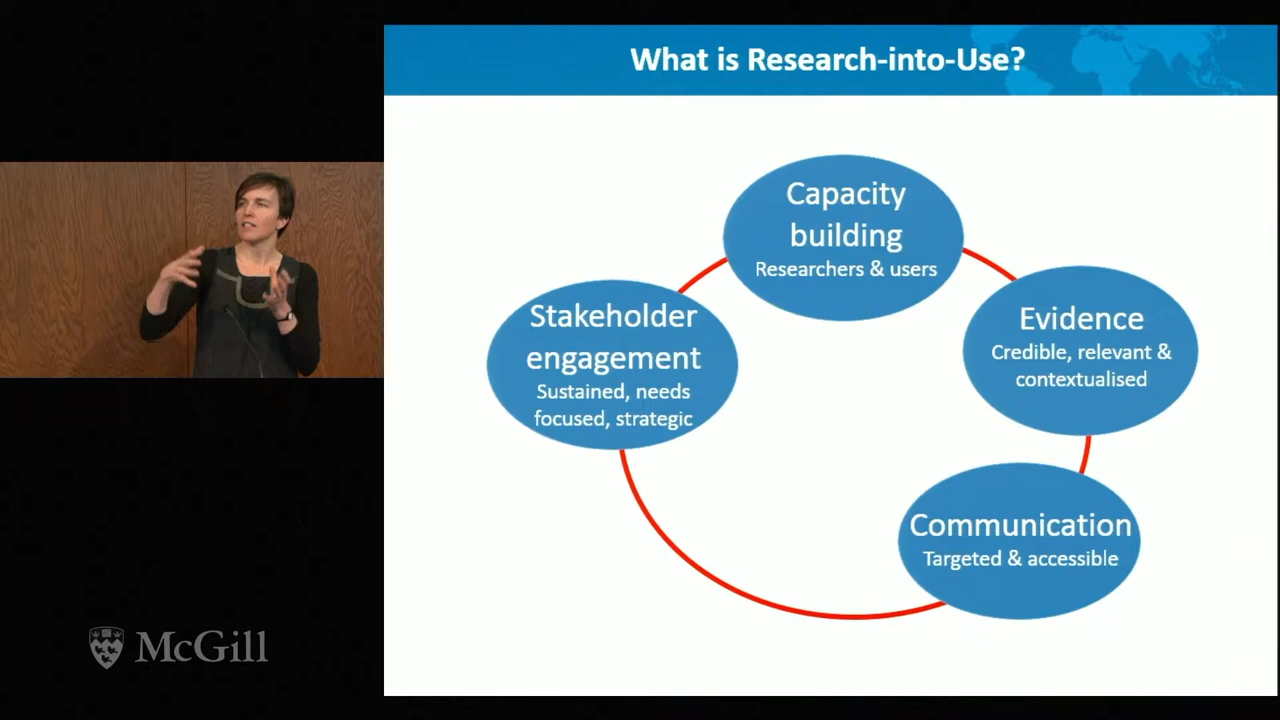 What is Research-into-Use?
Capacity
building
Researchers & users
Stakeholder
engagement
Sustained, needs
focused, strategic
Evidence
Credible, relevant &
contextualised
Communication
Targeted & accessible
McGill